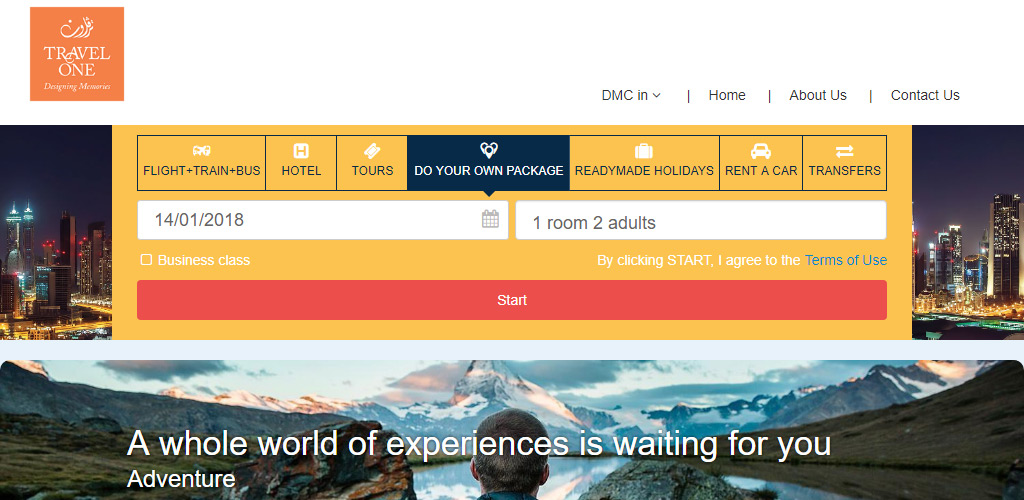 TRAVEL
ONE
Designing Memories
DMC in | Home | About Us | Contact Us
FLIGHT+TRAIN+BUS HOTEL TOURS DO YOUR OWN PACKAGE READYMADE HOLIDAYS RENT A CAR TRANSFERS
14/01/2018 1 room 2 adults
Business class By clicking START, I agree to the Terms of Use
Start
A whole world of experiences is waiting for you
Adventure